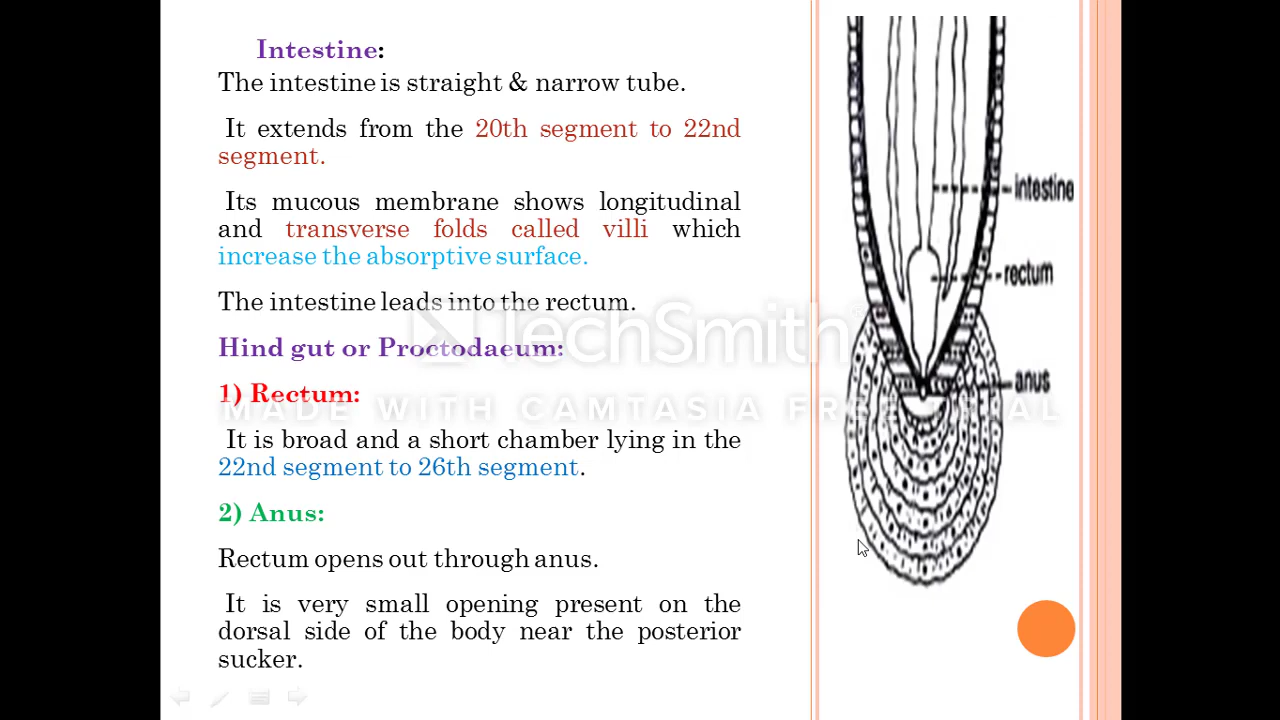 Intestine:
The intestine is straight & narrow tube.
It extends from the 20th segment to 22nd
segment.
Its mucous membrane shows longitudinal
and transverse folds called villi which
increase the absorptive surface.
The intestine leads into the rectum.
Hind gut or Proctodaeum:
1) Rectum:
It is broad and a short chamber lying in the
22nd segment to 26th segment.
2) Anus:
Rectum opens out through anus.
It is very small opening present on the
dorsal side of the body near the posterior
sucker.
intestine
rectum
anus
TechSmith
MADE WITH CAMTASIA FREE TRIAL